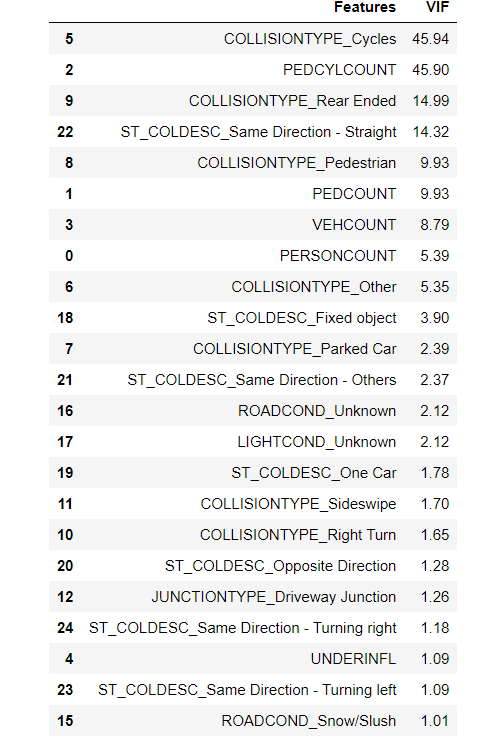 Features VIF
5 COLLISIONTYPE_Cycles 45.94
2 PEDCYLCOUNT 45.90
9 COLLISIONTYPE_Rear Ended 14.99
22 ST_COLDESC_Same Direction - Straight 14.32
8 COLLISIONTYPE_Pedestrian 9.93
1 PEDCOUNT 9.93
3 VEHCOUNT 8.79
0 PERSONCOUNT 5.39
6 COLLISIONTYPE_Other 5.35
18 ST_COLDESC_Fixed object 3.90
7 COLLISIONTYPE_Parked Car 2.39
21 ST_COLDESC_Same Direction - Others 2.37
16 ROADCOND_Unknown 2.12
17 LIGHTCOND_Unknown 2.12
19 ST_COLDESC_One Car 1.78
11 COLLISIONTYPE_Sideswipe 1.70
10 COLLISIONTYPE_Right Turn 1.65
20 ST_COLDESC_Opposite Direction 1.28
12 JUNCTIONTYPE_Driveway Junction 1.26
24 ST_COLDESC_Same Direction - Turning right 1.18
4 UNDERINFL 1.09
23 ST_COLDESC_Same Direction - Turning left 1.09
15 ROADCOND_Snow/Slush 1.01